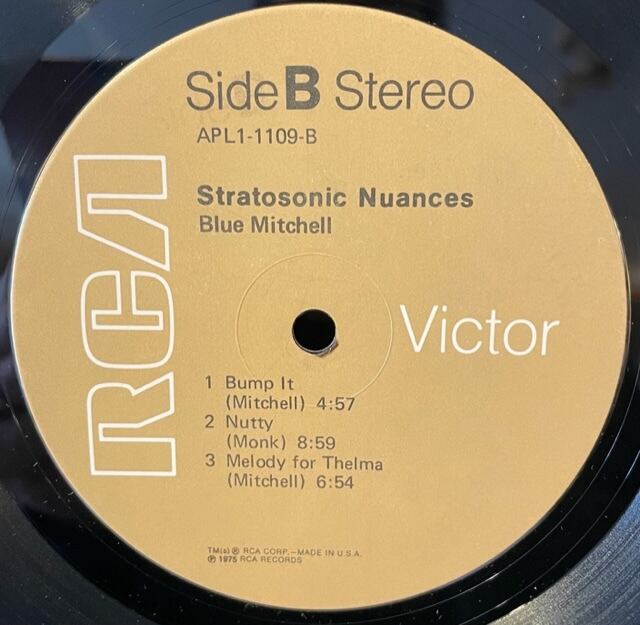 Side B Stereo
APL1-1109-B
Stratosonic Nuances
Blue Mitchell
RCA
Victor
1 Bump It
(Mitchell) 4:57
2 Nutty
(Monk) 8:59
3 Melody for Thelma
(Mitchell) 6:54
TM(s) ® RCA CORP.—MADE IN U.S.A.
℗ 1975 RCA RECORDS